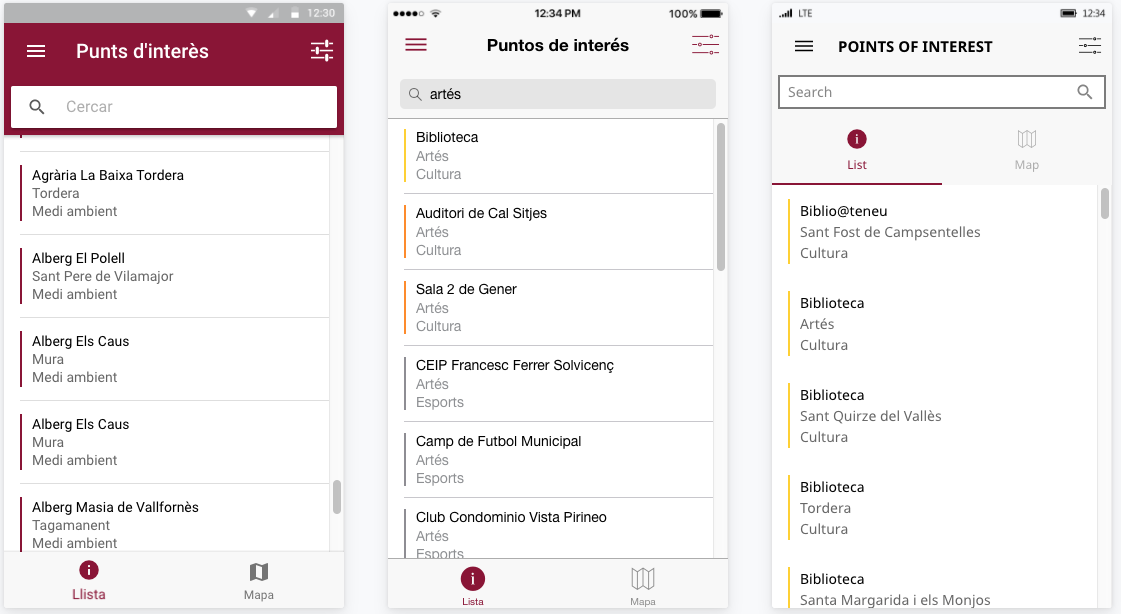 12:30
Punts d'interès
Cercar
Agrària La Baixa Tordera
Tordera
Medi ambient
Alberg El Polell
Sant Pere de Vilamajor
Medi ambient
Alberg Els Caus
Mura
Medi ambient
Alberg Els Caus
Mura
Medi ambient
Alberg Masia de Vallfornès
Tagamanent
Medi ambient
Llista
Mapa
12:34 PM
100%
Puntos de interés
artés
Biblioteca
Artés
Cultura
Auditori de Cal Sitjes
Artés
Cultura
Sala 2 de Gener
Artés
Cultura
CEIP Francesc Ferrer Solvicenç
Artés
Esports
Camp de Futbol Municipal
Artés
Esports
Club Condominio Vista Pirineo
Artés
Esports
Lista
Mapa
LTE
12:34
POINTS OF INTEREST
Search
List
Map
Biblio@teneu
Sant Fost de Campsentelles
Cultura
Biblioteca
Artés
Cultura
Biblioteca
Sant Quirze del Vallès
Cultura
Biblioteca
Tordera
Cultura
Biblioteca
Santa Margarida i els Monjos